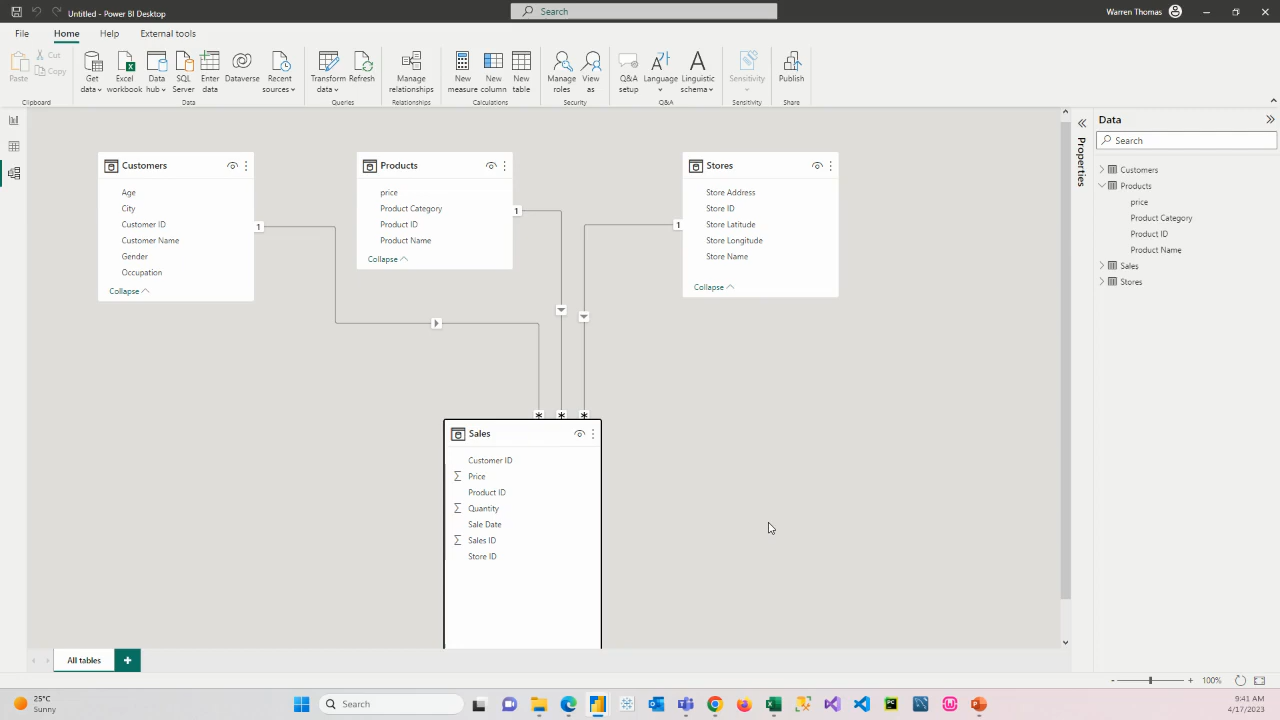 Untitled - Power BI Desktop
Search
Warren Thomas
File
Home
Help
External tools
Paste
Cut
Copy
Get data
Excel workbook
Data hub
SQL Server
Enter data
Dataverse
Recent sources
Transform data
Refresh
Manage relationships
New measure
New column
New table
Manage roles
View as
Q&A setup
Language
Linguistic schema
Sensitivity
Publish
Clipboard
Data
Queries
Relationships
Calculations
Security
Q&A
Sensitivity
Share
Customers
Age
City
Customer ID
Customer Name
Gender
Occupation
Collapse
1
Products
price
Product Category
Product ID
Product Name
Collapse
1
Stores
Store Address
Store ID
Store Latitude
Store Longitude
Store Name
Collapse
1
* * *
Sales
Customer ID
Σ Price
Product ID
Σ Quantity
Sale Date
Σ Sales ID
Store ID
Properties
Data
Search
Customers
Products
price
Product Category
Product ID
Product Name
Sales
Stores
All tables
+
- + 100%
25°C
Sunny
Search
9:41 AM
4/17/2023